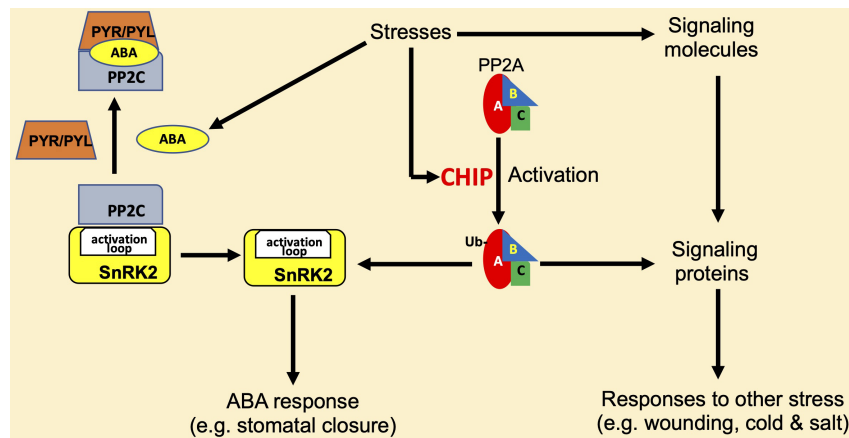 PYR/PYL
ABA
PP2C
Stresses
Signaling
molecules
PP2A
B
A
C
PYR/PYL
ABA
CHIP
Activation
PP2C
activation
loop
SnRK2
activation
loop
SnRK2
Ub-
B
A
C
Signaling
proteins
ABA response
(e.g. stomatal closure)
Responses to other stress
(e.g. wounding, cold & salt)